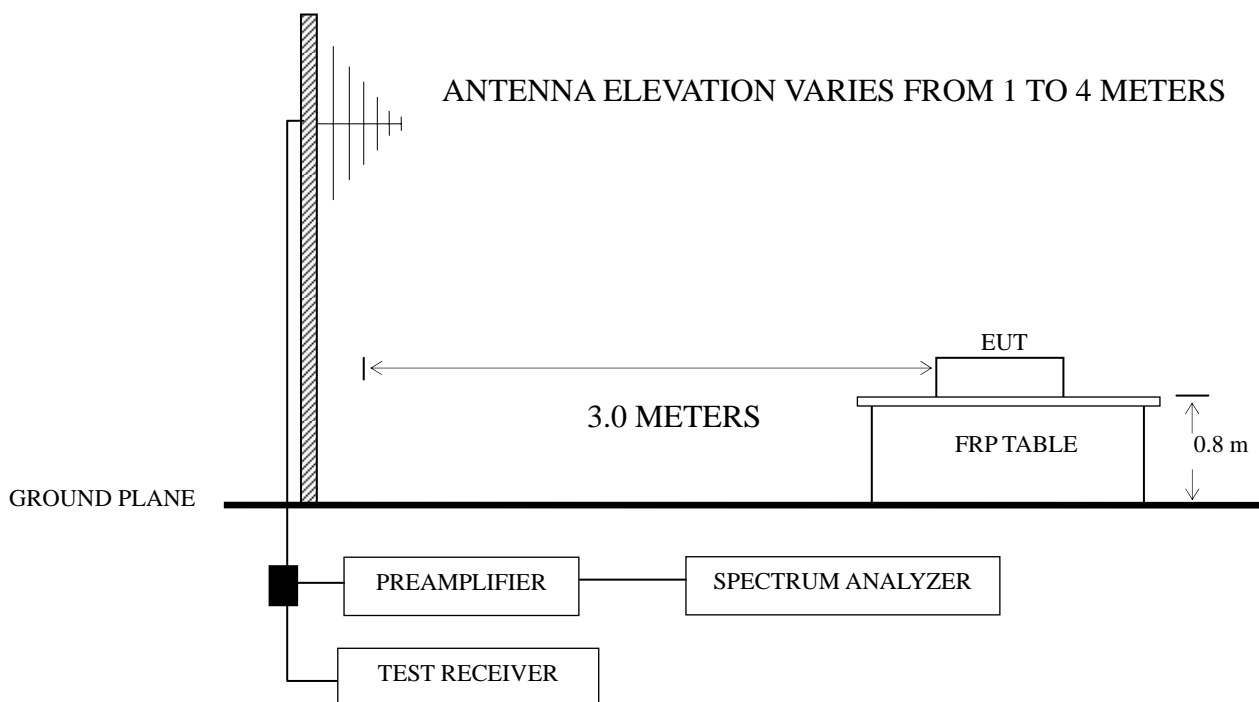 ANTENNA ELEVATION VARIES FROM 1 TO 4 METERS
EUT
3.0 METERS
FRP TABLE
0.8 m
GROUND PLANE
PREAMPLIFIER
SPECTRUM ANALYZER
TEST RECEIVER